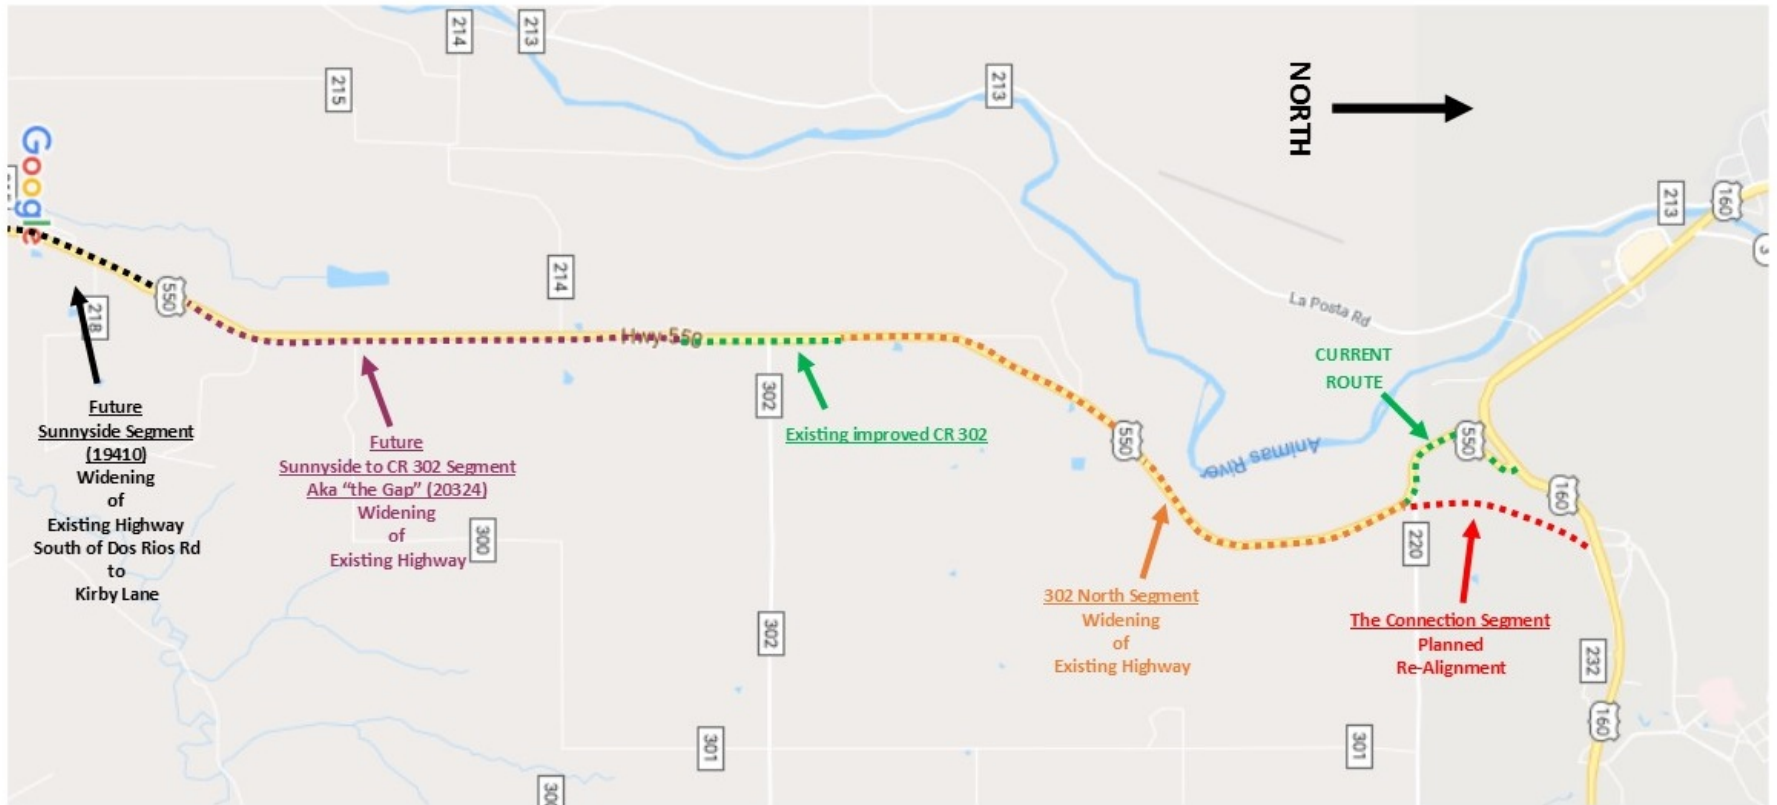 214
213
215
213
NORTH
213
160
Google
550
218
214
Hwy 550
302
La Posta Rd
CURRENT
ROUTE
Existing improved CR 302
550
Animas River
550
160
220
Future
Sunnyside Segment
(19410)
Widening
of
Existing Highway
South of Dos Rios Rd
to
Kirby Lane
Future
Sunnyside to CR 302 Segment
Aka “the Gap” (20324)
Widening
of
Existing Highway
300
302
302 North Segment
Widening
of
Existing Highway
The Connection Segment
Planned
Re-Alignment
232
160
301
301